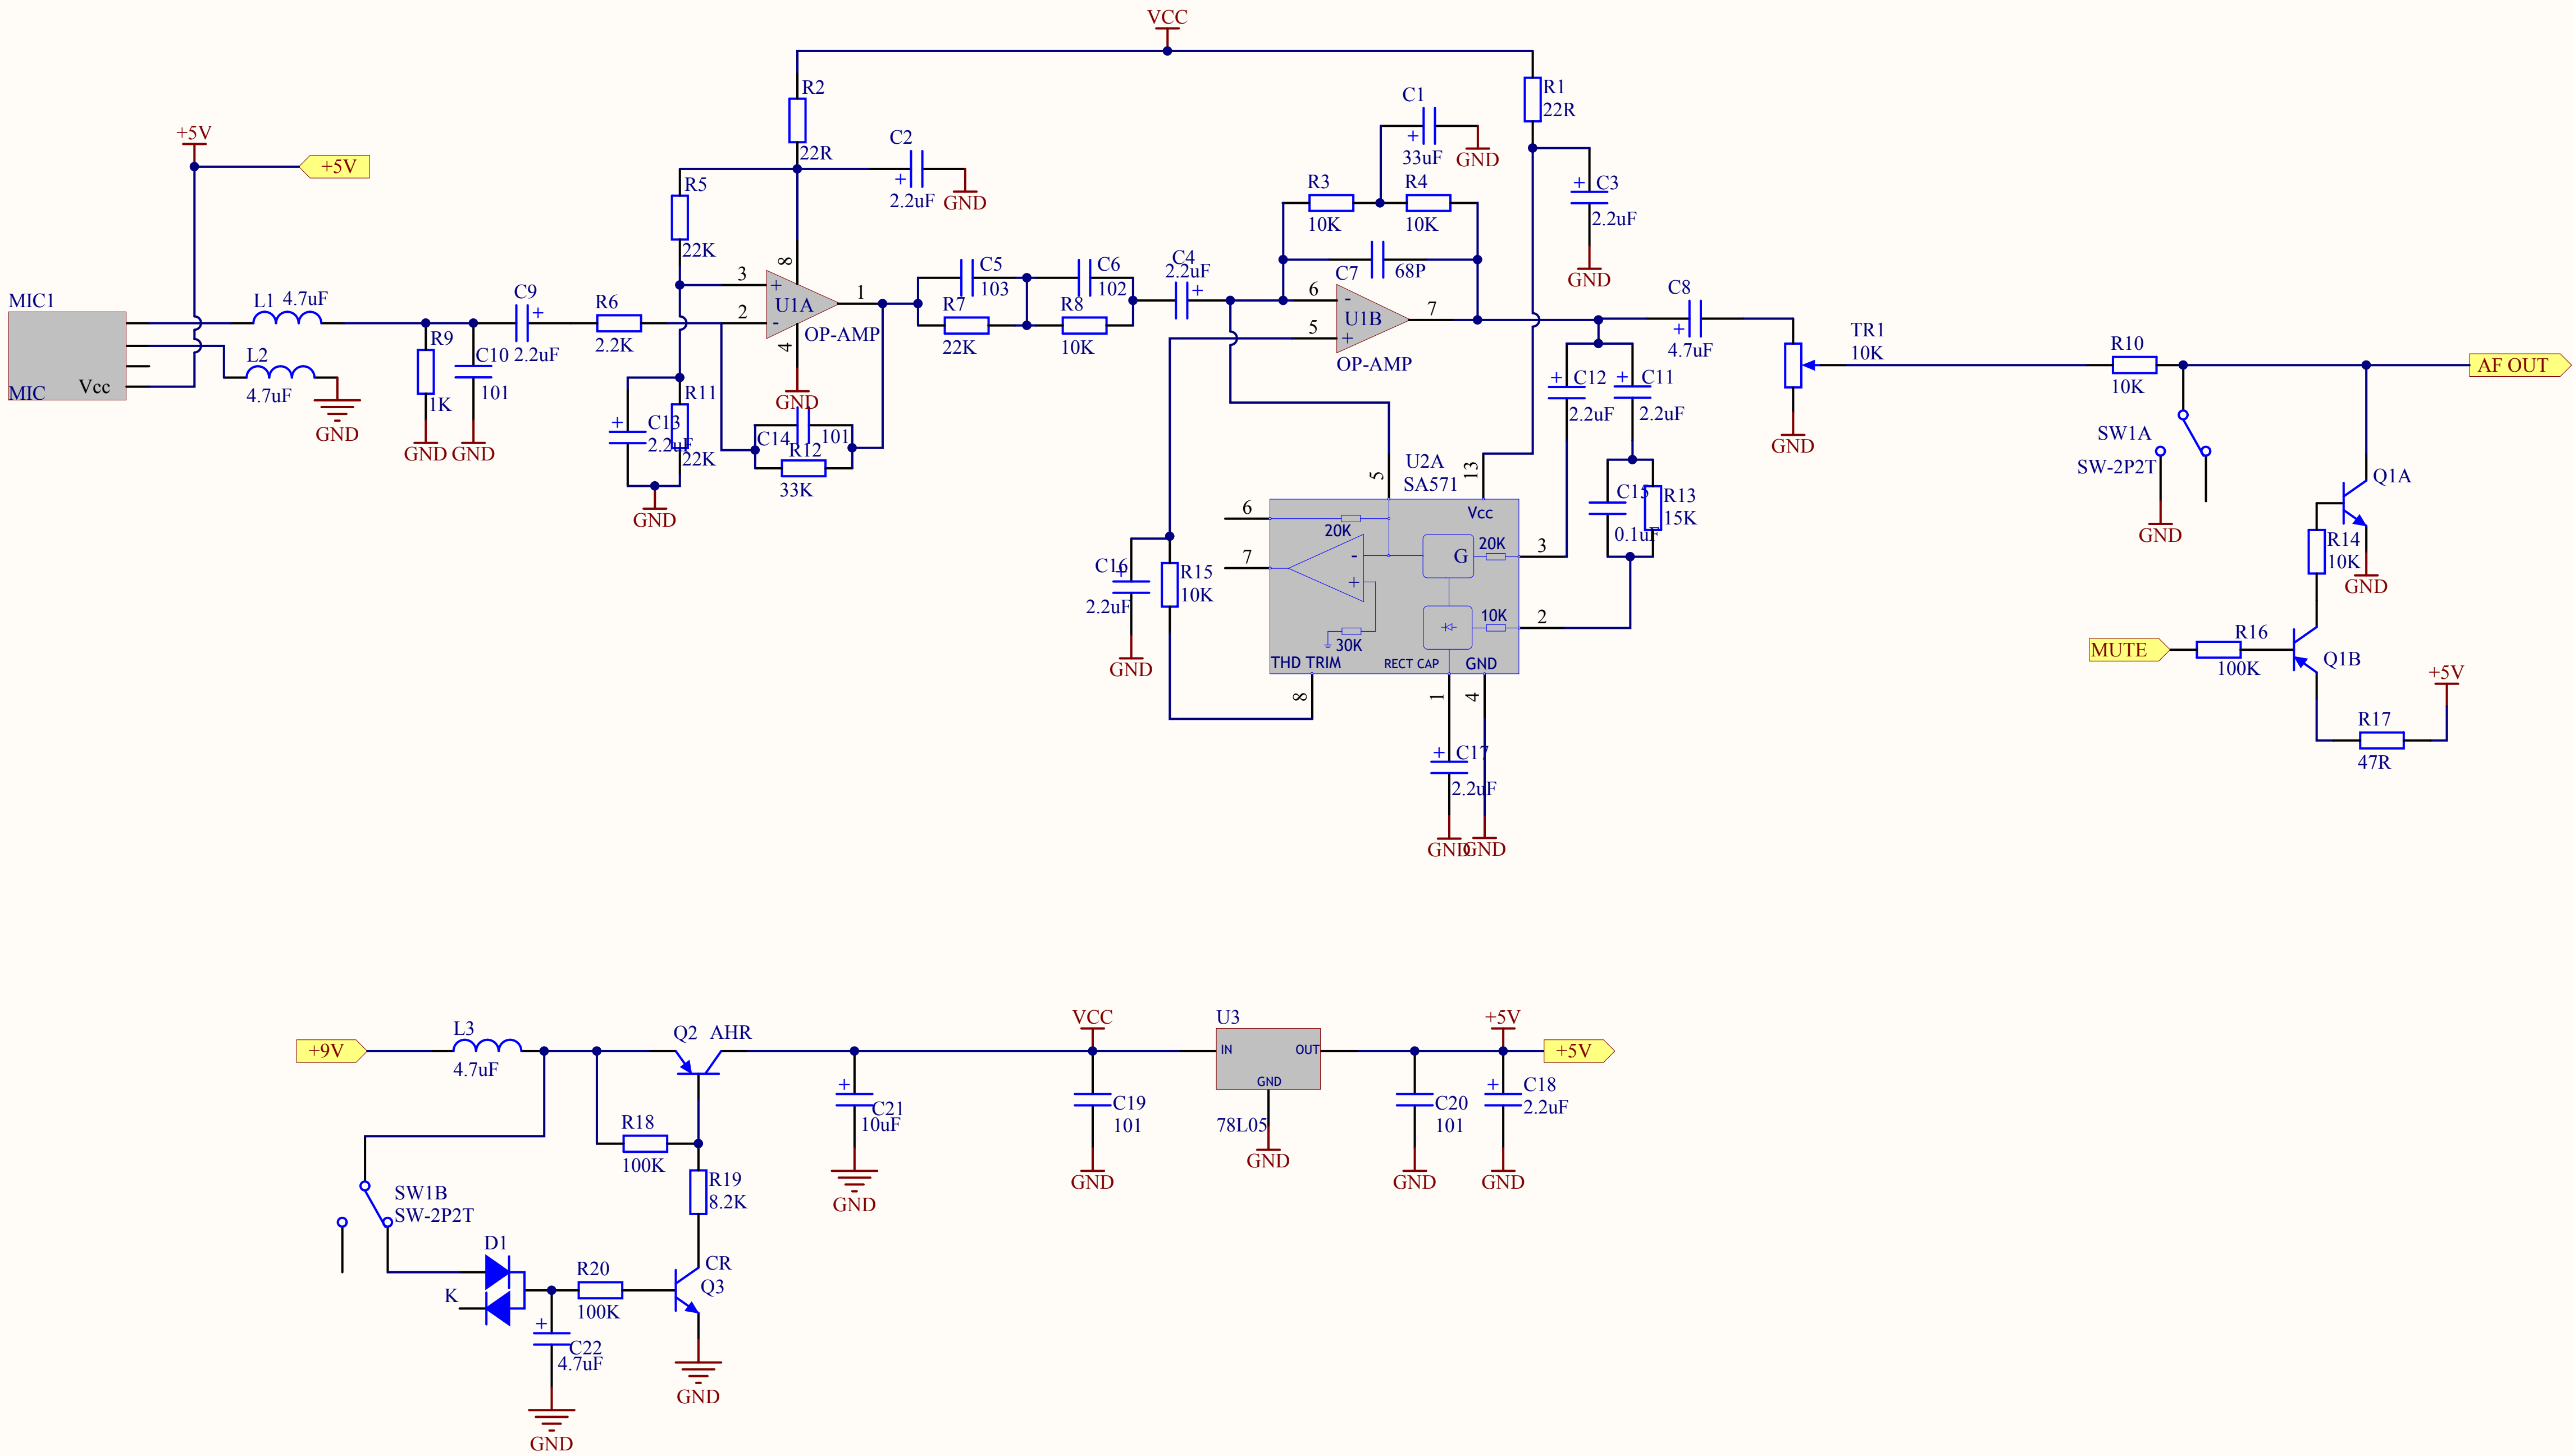 VCC
+5V
+5V
MIC1
MIC
Vcc
L1 4.7uF
L2
4.7uF
GND
R9
1K
GND
C10
101
GND
C9
2.2uF
R6
2.2K
R2
22R
C2
2.2uF
GND
R5
22K
3
2
8
4
1
+
-
U1A
OP-AMP
GND
R11
22K
C13
2.2uF
GND
C14
101
R12
33K
C5
103
R7
22K
C6
102
R8
10K
C4
2.2uF
C1
33uF
GND
R3
10K
R4
10K
C7
68P
6
5
7
-
+
U1B
OP-AMP
R1
22R
C3
2.2uF
GND
C8
4.7uF
TR1
10K
GND
C12
2.2uF
C11
2.2uF
C15
0.1uF
R13
15K
U2A
SA571
5
13
6
7
3
2
8
1
4
20K
Vcc
G
20K
-
+
10K
30K
THD TRIM
RECT CAP
GND
C16
2.2uF
GND
R15
10K
C17
2.2uF
GND
GND
R10
10K
AF OUT
SW1A
SW-2P2T
GND
Q1A
R14
10K
GND
MUTE
R16
100K
Q1B
+5V
R17
47R
+9V
L3
4.7uF
Q2 AHR
R18
100K
R19
8.2K
SW1B
SW-2P2T
D1
K
R20
100K
CR
Q3
GND
C22
4.7uF
GND
C21
10uF
GND
VCC
C19
101
GND
U3
IN
OUT
GND
78L05
GND
C20
101
GND
+5V
C18
2.2uF
GND
+5V